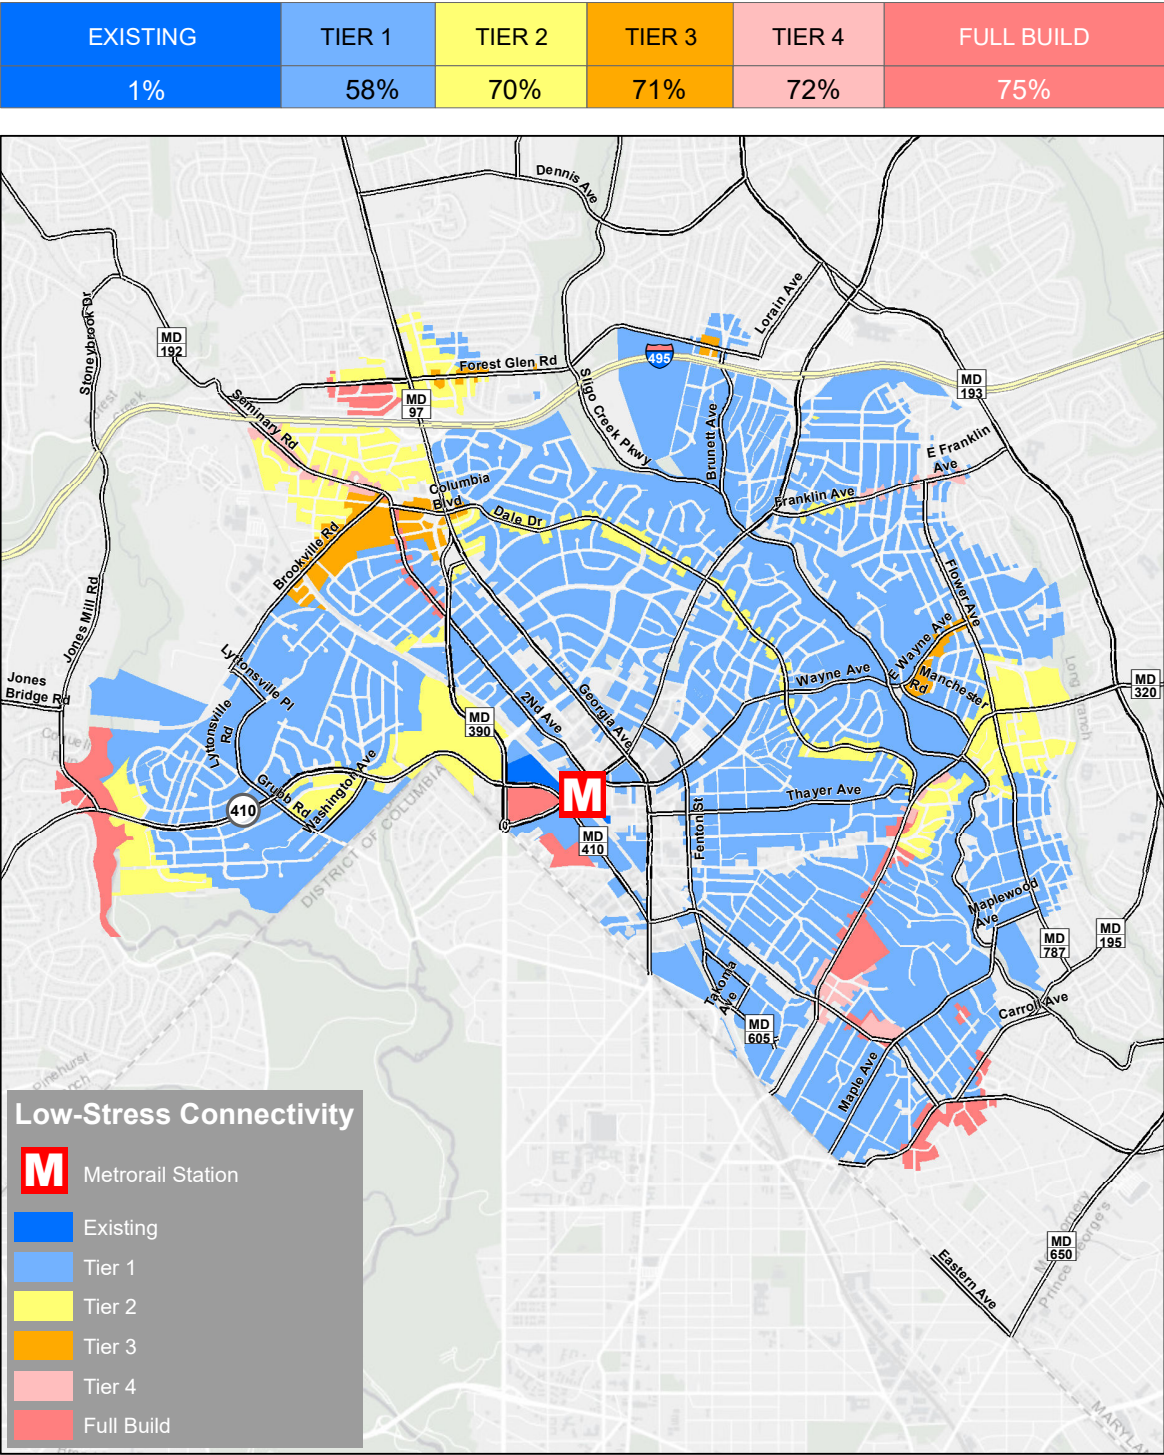 EXISTING TIER 1 TIER 2 TIER 3 TIER 4 FULL BUILD
1% 58% 70% 71% 72% 75%
Dennis Ave
Stoneybrook Dr
MD
192
Lorain Ave
Forest Glen Rd
495
MD
97
MD
193
Seminary Rd
Sligo Creek Pkwy
Brunett Ave
E Franklin
Ave
Columbia
Blvd
Dale Dr
Franklin Ave
Brookville Rd
Flower Ave
Jones Mill Rd
E Wayne Ave
Lyttonsville Pl
Jones
Bridge Rd
Wayne Ave
Manchester
Rd
Long Branch
MD
320
Lyttonsville
Rd
2Nd Ave
Georgia Ave
MD
390
Grubb Rd
Washington Ave
M
Thayer Ave
410
DISTRICT OF COLUMBIA
MD
410
Fenton St
Maplewood
Ave
MD
787
MD
195
Takoma
Ave
Carroll Ave
MD
605
Maple Ave
Pinehurst
Low-Stress Connectivity
M Metrorail Station
Existing
Tier 1
Tier 2
Tier 3
Tier 4
Full Build
MD
650
Prince George's
Eastern Ave